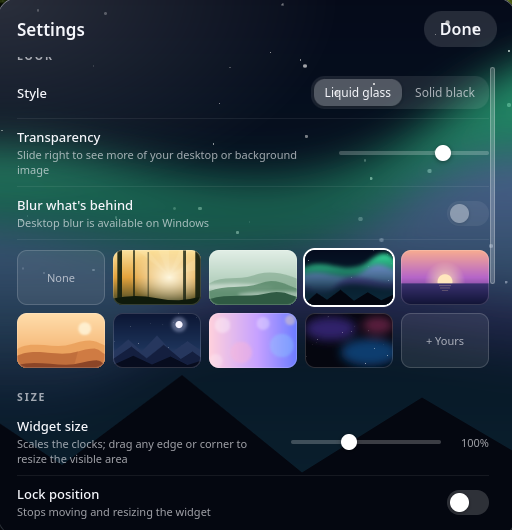 Settings
Done
LOOK
Style
Liquid glass
Solid black
Transparency
Slide right to see more of your desktop or background
image
Blur what's behind
Desktop blur is available on Windows
None
+ Yours
SIZE
Widget size
Scales the clocks; drag any edge or corner to
resize the visible area
100%
Lock position
Stops moving and resizing the widget